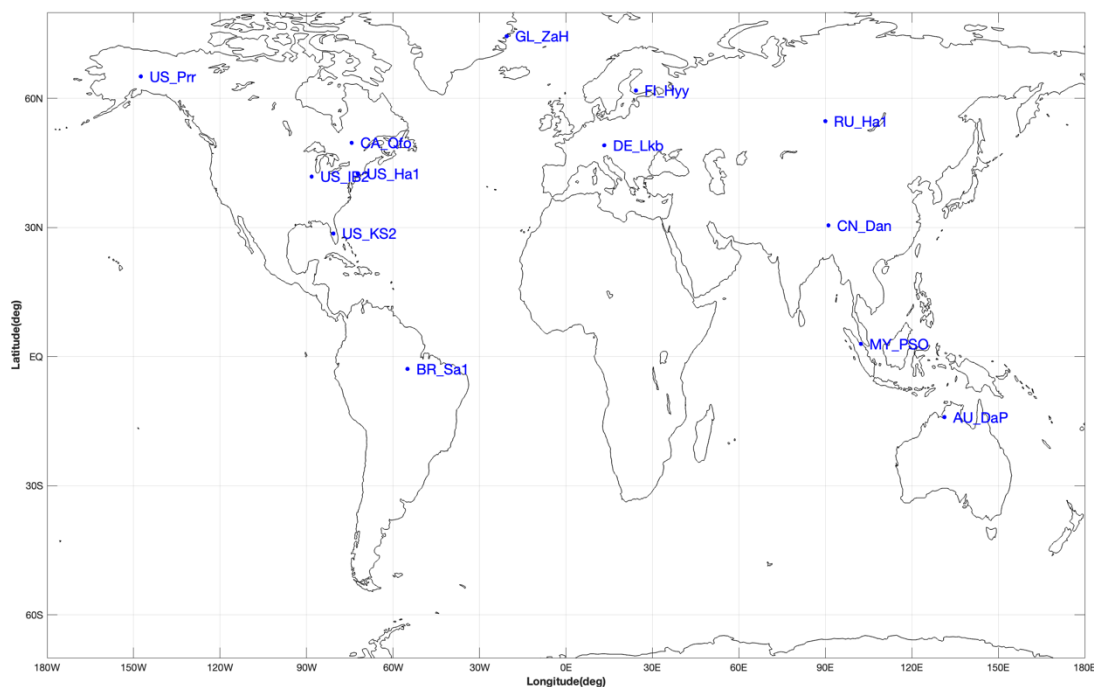 GL_ZaH
US_Prr
60N
FI_Hyy
RU_Ha1
CA_Qfo
DE_Lkb
US_IB2
US_Ha1
30N
US_KS2
CN_Dan
Latitude(deg)
EQ
MY_PSO
BR_Sa1
AU_DaP
30S
60S
180W 150W 120W 90W 60W 30W 0E 30E 60E 90E 120E 150E 180E
Longitude(deg)